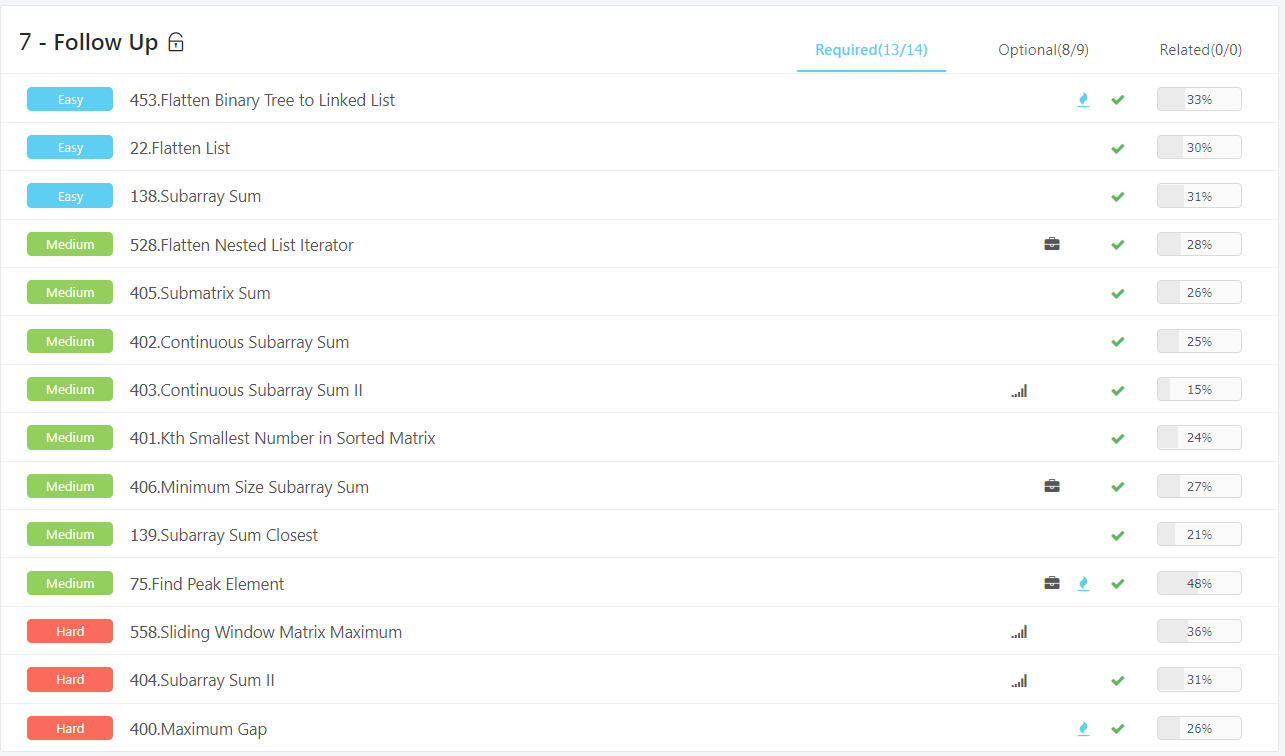 7 - Follow Up Required(13/14) Optional(8/9) Related(0/0)
Easy 453.Flatten Binary Tree to Linked List 33%
Easy 22.Flatten List 30%
Easy 138.Subarray Sum 31%
Medium 528.Flatten Nested List Iterator 28%
Medium 405.Submatrix Sum 26%
Medium 402.Continuous Subarray Sum 25%
Medium 403.Continuous Subarray Sum II 15%
Medium 401.Kth Smallest Number in Sorted Matrix 24%
Medium 406.Minimum Size Subarray Sum 27%
Medium 139.Subarray Sum Closest 21%
Medium 75.Find Peak Element 48%
Hard 558.Sliding Window Matrix Maximum 36%
Hard 404.Subarray Sum II 31%
Hard 400.Maximum Gap 26%